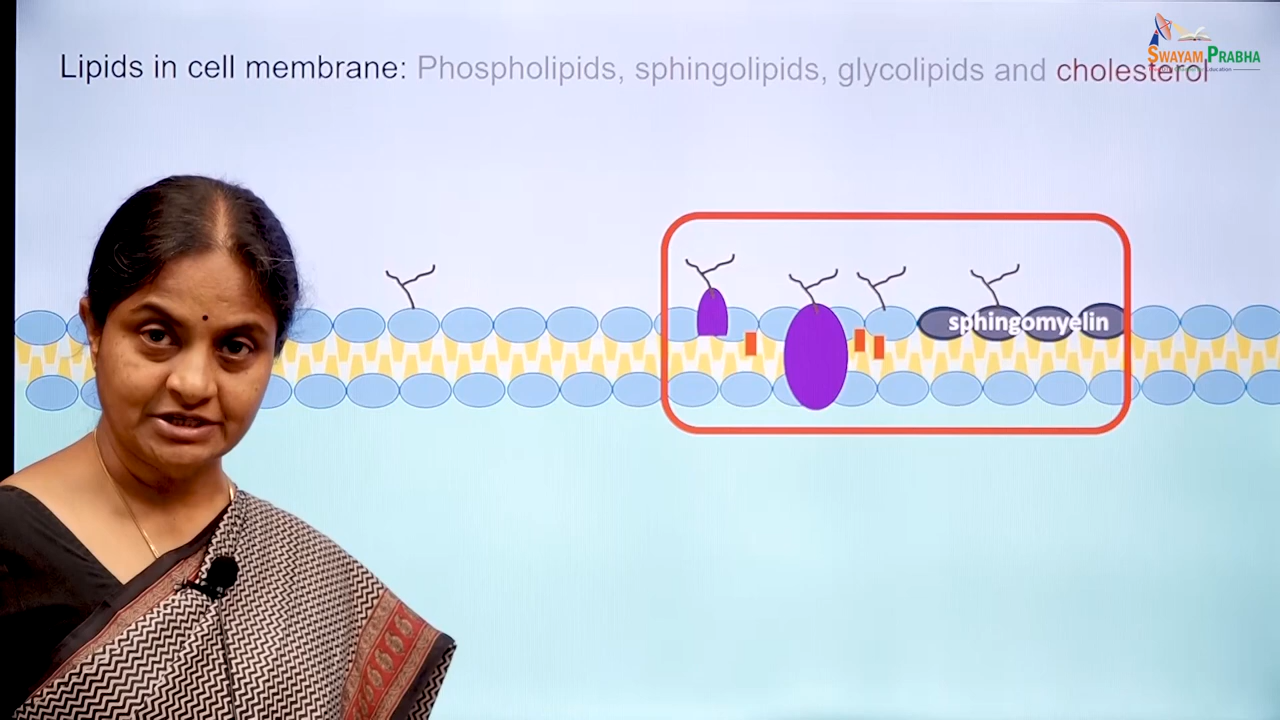 Lipids in cell membrane: Phospholipids, sphingolipids, glycolipids and cholesterol
SWAYAM PRABHA
sphingomyelin